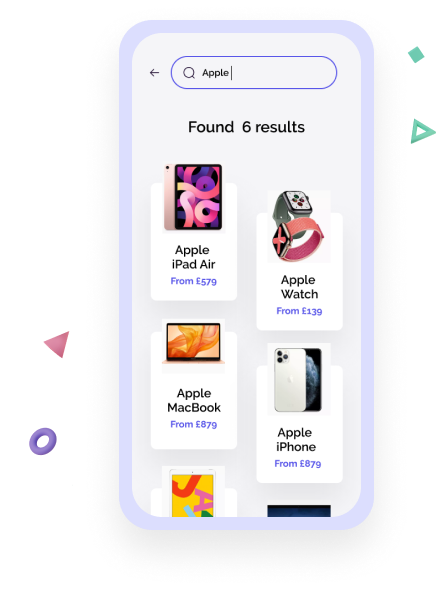 Apple
Found 6 results
Apple
iPad Air
From £579
Apple
Watch
From £139
Apple
MacBook
From £879
Apple
iPhone
From £879